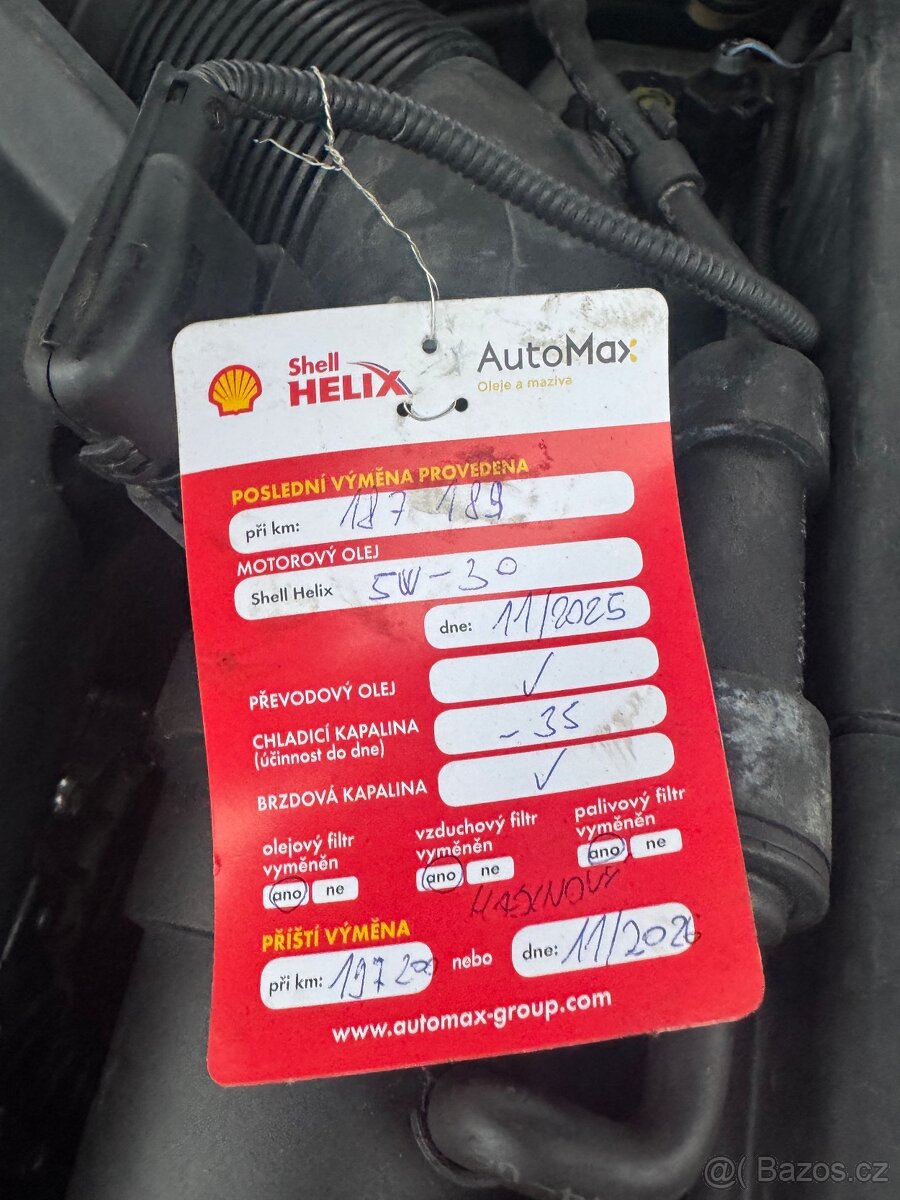 Shell
HELIX
AutoMax
Oleje a maziva
POSLEDNÍ VÝMĚNA PROVEDENA
při km: 187 189
MOTOROVÝ OLEJ
Shell Helix 5W-30
dne: 11/2025
PŘEVODOVÝ OLEJ ✓
CHLADICÍ KAPALINA -35
(účinnost do dne)
BRZDOVÁ KAPALINA ✓
olejový filtr
vyměněn
ano ne
vzduchový filtr
vyměněn
ano ne
palivový filtr
vyměněn
ano ne
PŘÍŠTÍ VÝMĚNA
při km: 197200 nebo dne: 11/2026
www.automax-group.com
@( Bazos.cz